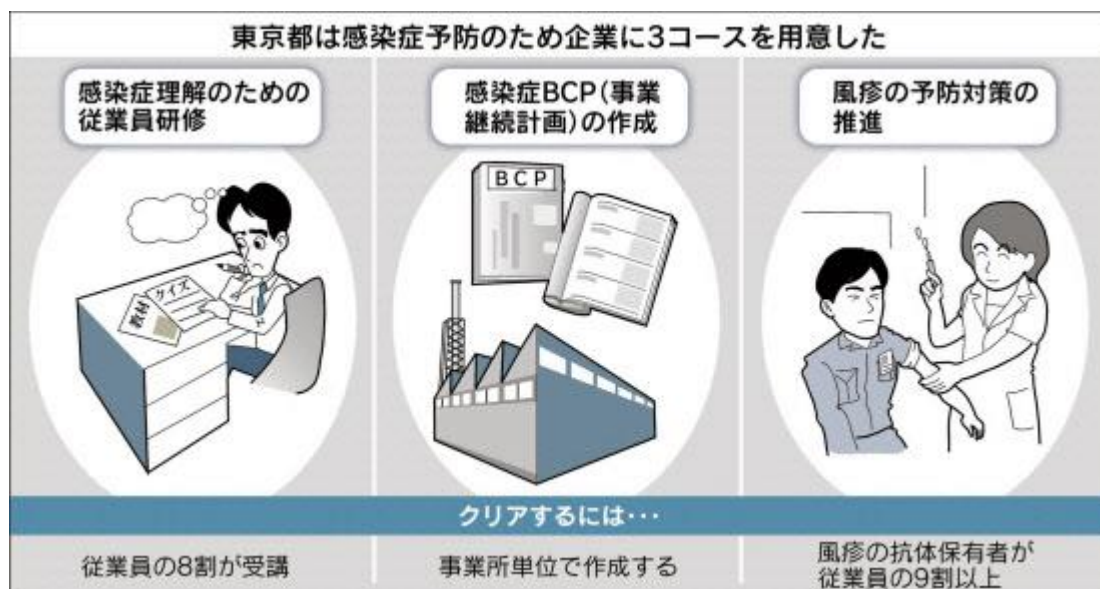 東京都は感染症予防のため企業に3コースを用意した
感染症理解のための
従業員研修
感染症BCP(事業
継続計画)の作成
風疹の予防対策の
推進
教材
クイズ
BCP
クリアするには･･･
従業員の8割が受講
事業所単位で作成する
風疹の抗体保有者が
従業員の9割以上